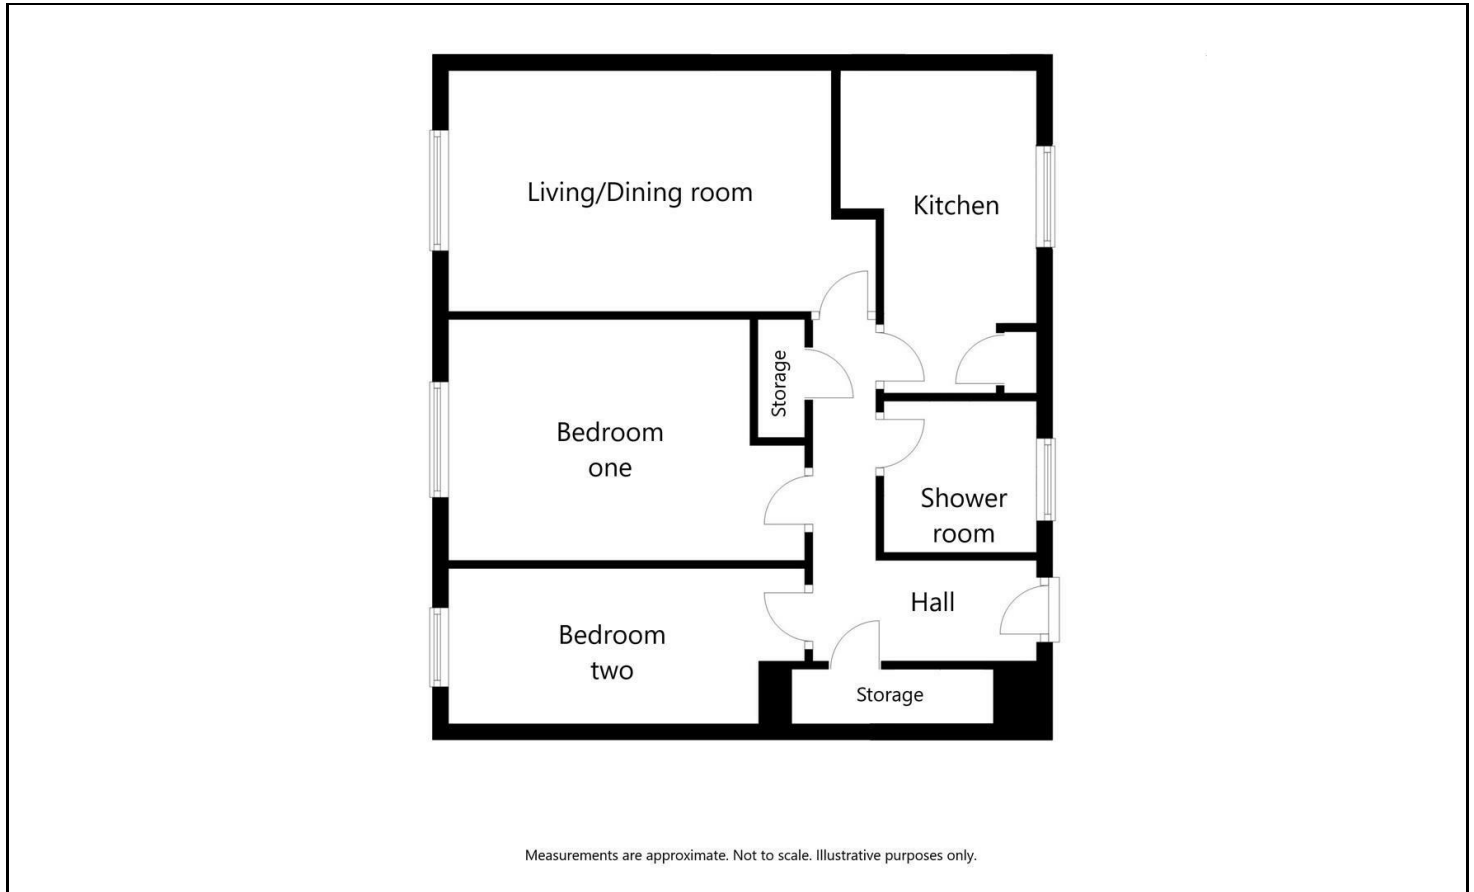 Living/Dining room
Kitchen
Storage
Bedroom
one
Shower
room
Hall
Bedroom
two
Storage
Measurements are approximate. Not to scale. Illustrative purposes only.